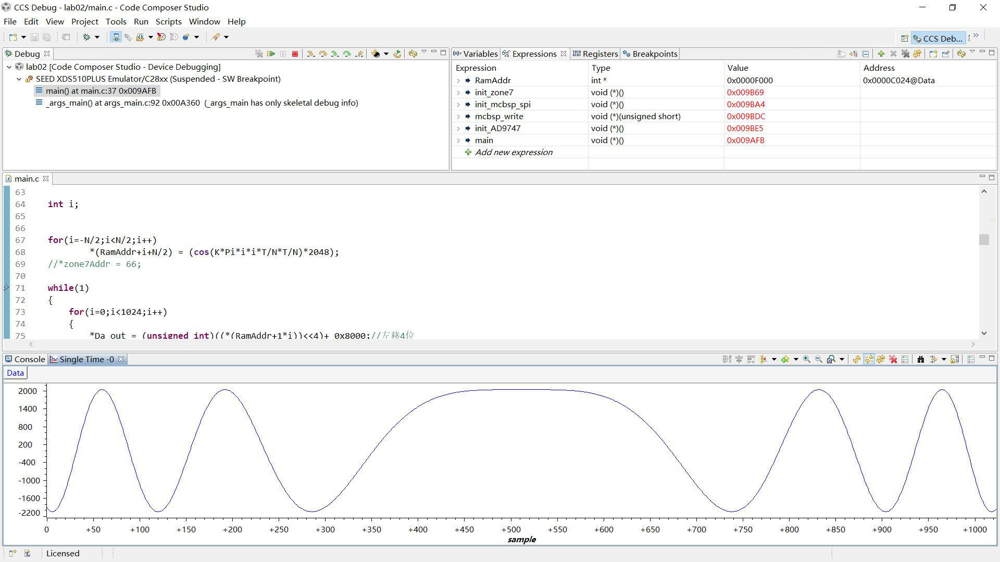 CCS Debug - lab02/main.c - Code Composer Studio
File Edit View Project Tools Run Scripts Window Help
CCS Deb...
Debug
lab02 [Code Composer Studio - Device Debugging]
SEED XDS510PLUS Emulator/C28xx (Suspended - SW Breakpoint)
main() at main.c:37 0x009AFB
_args_main() at args_main.c:92 0x00A360 (_args_main has only skeletal debug info)
(x)= Variables Expressions 1010 0101 Registers Breakpoints
Expression Type Value Address
RamAddr int * 0x0000F000 0x0000C024@Data
init_zone7 void (*)() 0x009B69
init_mcbsp_spi void (*)() 0x009BA4
mcbsp_write void (*)(unsigned short) 0x009BDC
init_AD9747 void (*)() 0x009BE5
main void (*)() 0x009AFB
Add new expression
main.c
63
64 int i;
65
66
67 for(i=-N/2;i<N/2;i++)
68 *(RamAddr+i+N/2) = (cos(K*Pi*i*i*T/N*T/N)*2048);
69 //*zone7Addr = 66;
70
71 while(1)
72 {
73 for(i=0;i<1024;i++)
74 {
75 *Da_out = (unsigned int)((*(RamAddr+1*i))<<4)+ 0x8000;//左移4位
Console Single Time -0
Data
2000
1400
800
200
-400
-1000
-1600
-2200
0 +50 +100 +150 +200 +250 +300 +350 +400 +450 +500 +550 +600 +650 +700 +750 +800 +850 +900 +950 +1000
sample
Licensed